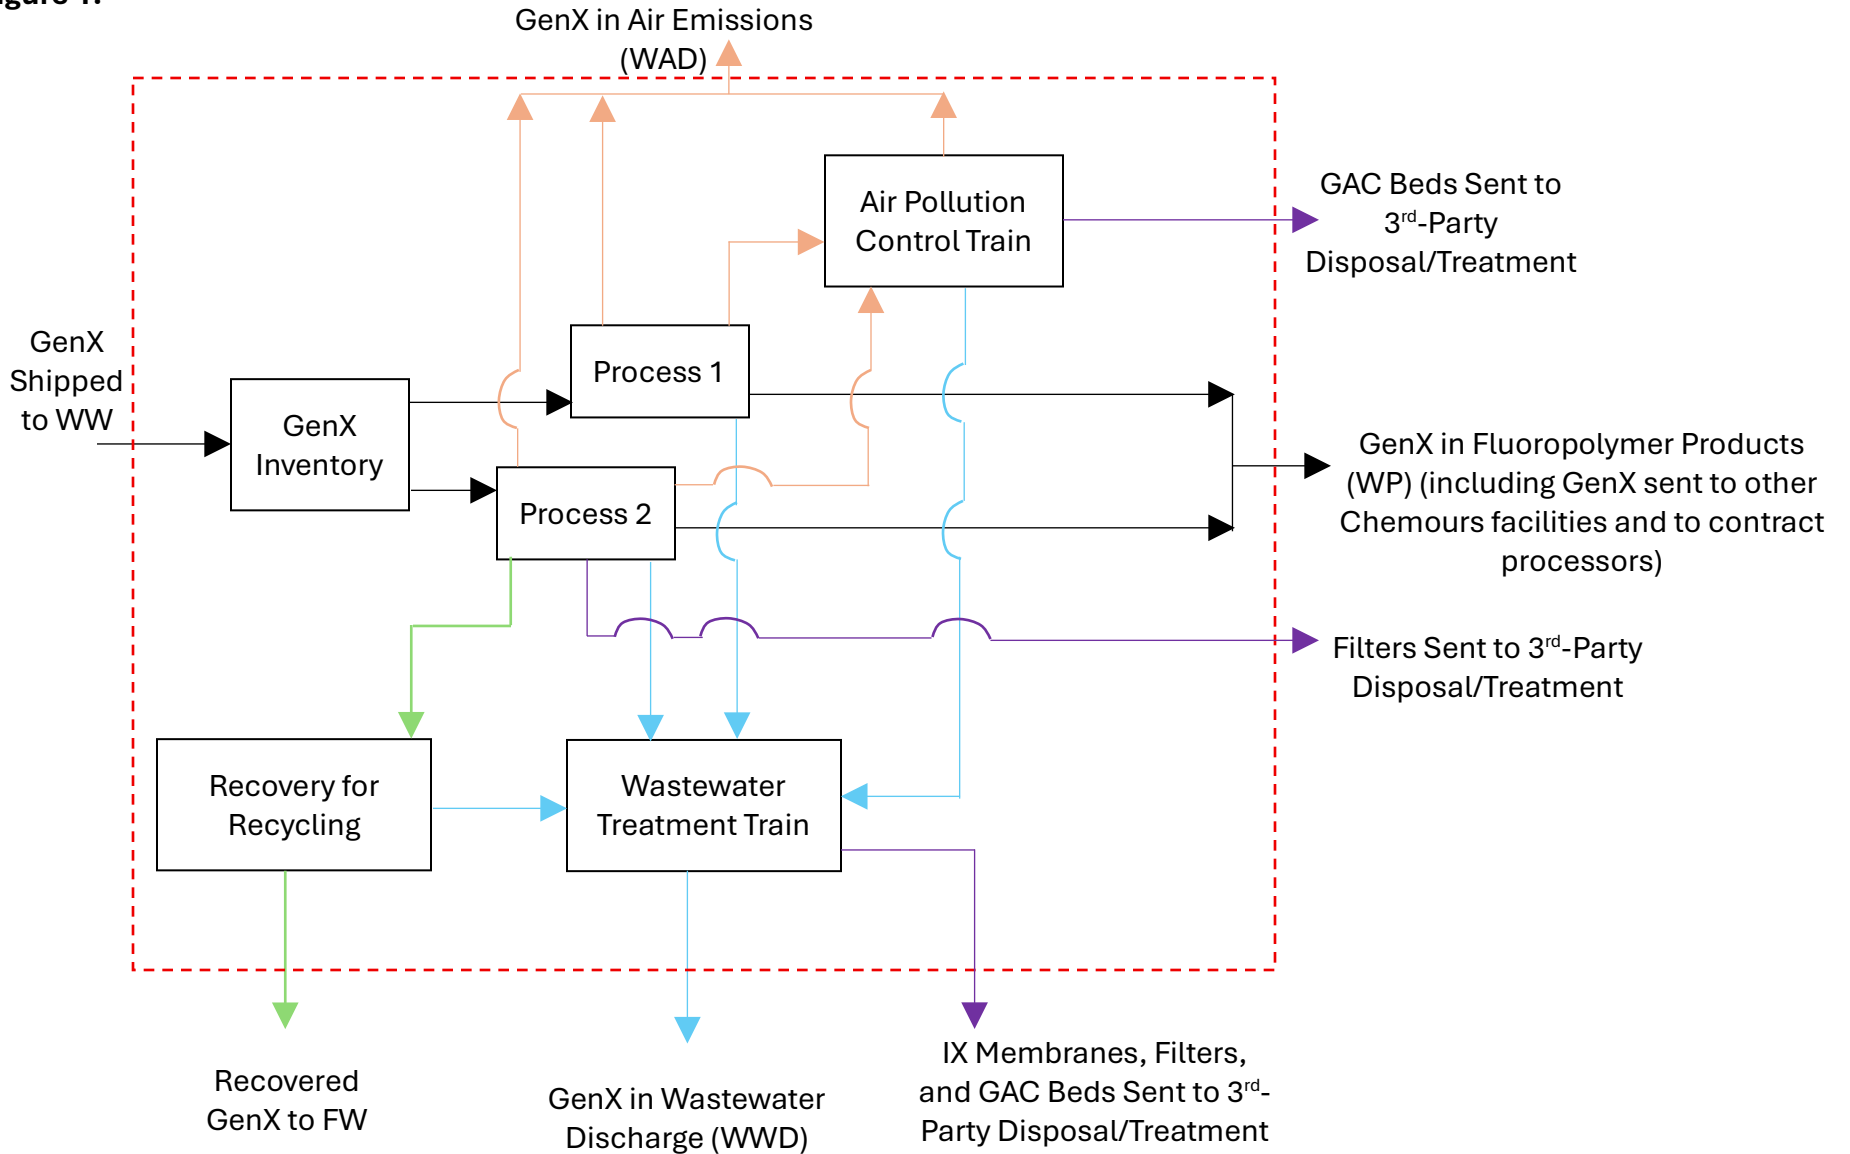 GenX in Air Emissions
(WAD)
Air Pollution
Control Train
GAC Beds Sent to
3rd-Party
Disposal/Treatment
GenX
Shipped
to WW
GenX
Inventory
Process 1
Process 2
GenX in Fluoropolymer Products
(WP) (including GenX sent to other
Chemours facilities and to contract
processors)
Filters Sent to 3rd-Party
Disposal/Treatment
Recovery for
Recycling
Wastewater
Treatment Train
Recovered
GenX to FW
GenX in Wastewater
Discharge (WWD)
IX Membranes, Filters,
and GAC Beds Sent to 3rd-
Party Disposal/Treatment